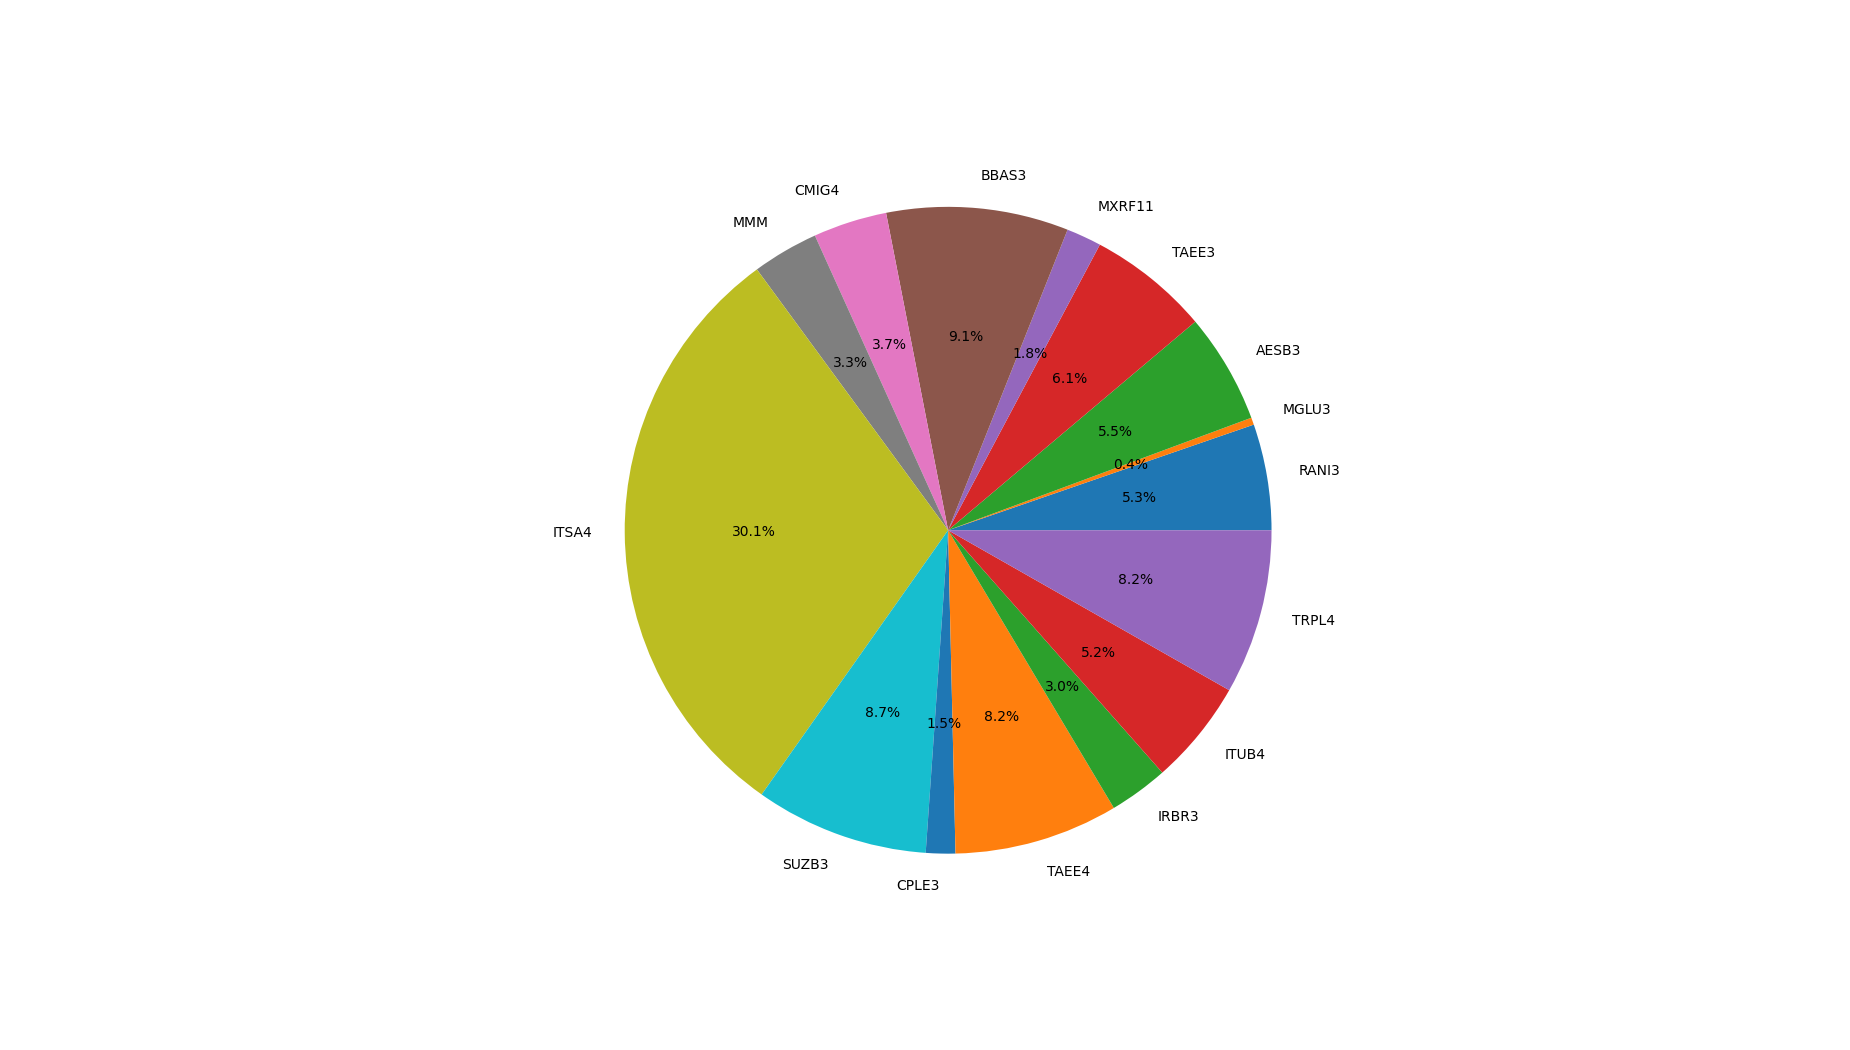 BBAS3
CMIG4
MXRF11
MMM
TAEE3
9.1%
3.7%
1.8%
AESB3
3.3%
6.1%
MGLU3
5.5%
0.4%
RANI3
5.3%
ITSA4
30.1%
8.2%
TRPL4
5.2%
3.0%
8.7%
8.2%
1.5%
ITUB4
IRBR3
SUZB3
TAEE4
CPLE3